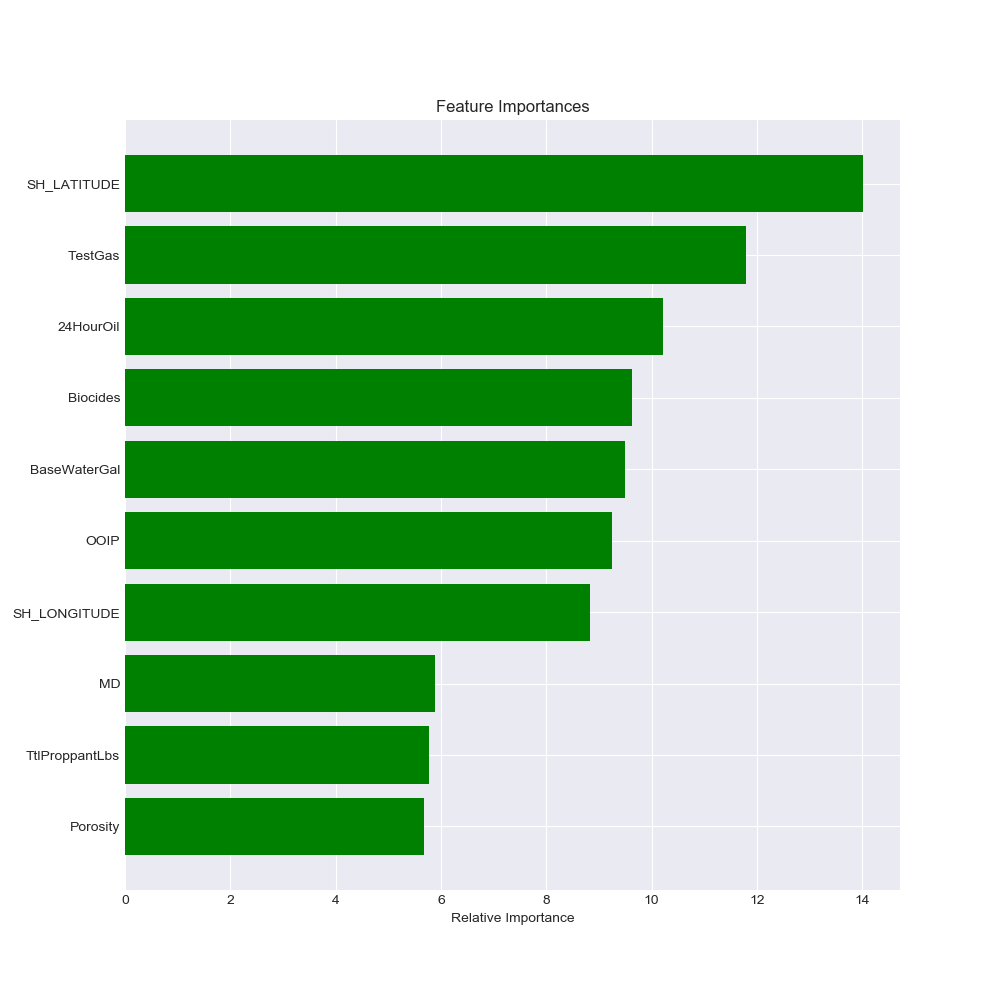 Feature Importances
SH_LATITUDE
TestGas
24HourOil
Biocides
BaseWaterGal
OOIP
SH_LONGITUDE
MD
TtlProppantLbs
Porosity
0 2 4 6 8 10 12 14
Relative Importance